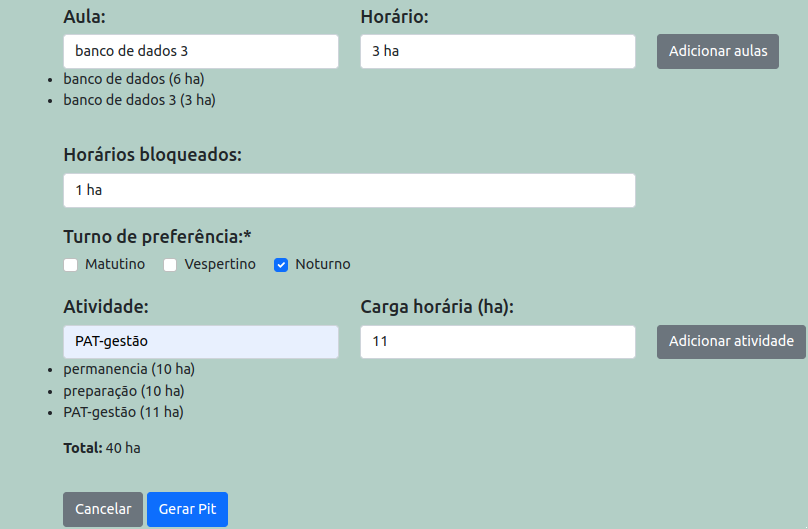 Aula: Horário:
banco de dados 3 3 ha Adicionar aulas
banco de dados (6 ha)
banco de dados 3 (3 ha)
Horários bloqueados:
1 ha
Turno de preferência:*
Matutino Vespertino Noturno
Atividade: Carga horária (ha):
PAT-gestão 11 Adicionar atividade
permanencia (10 ha)
preparação (10 ha)
PAT-gestão (11 ha)
Total: 40 ha
Cancelar Gerar Pit